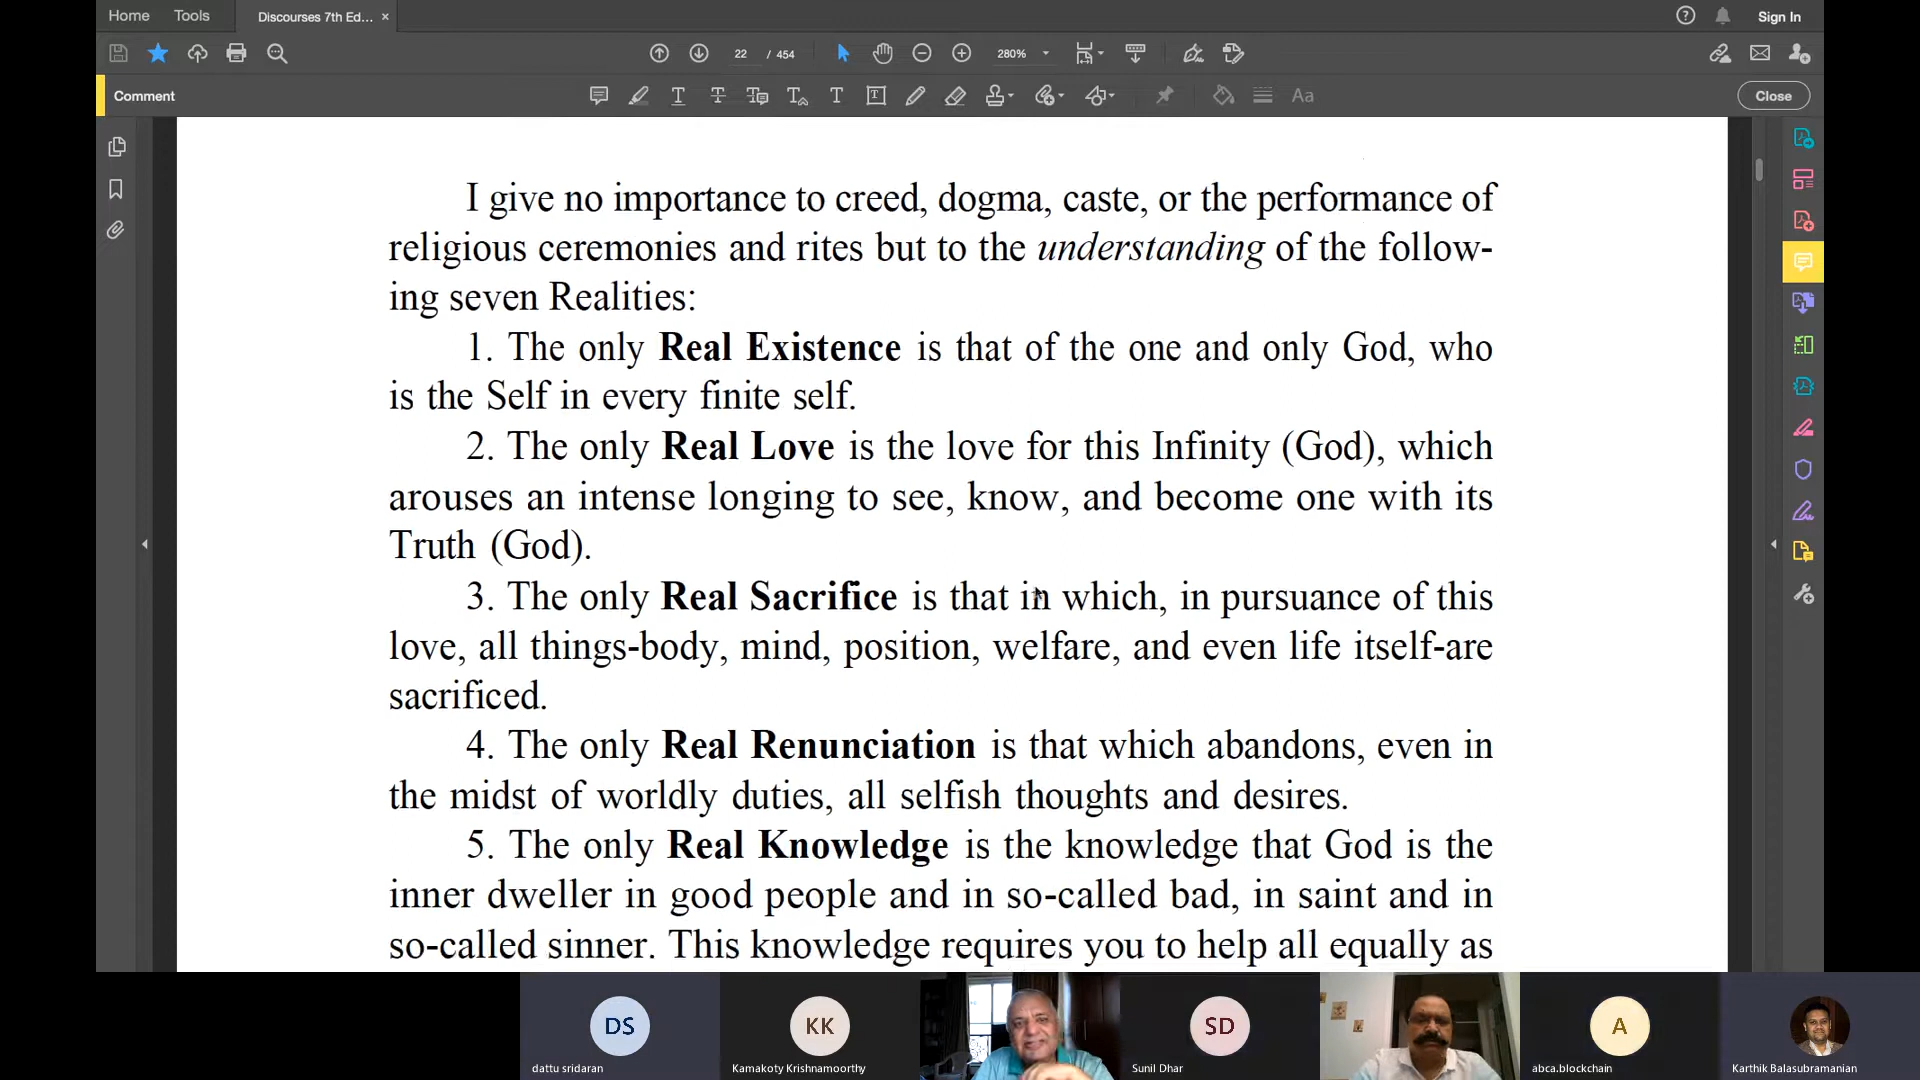 Home
Tools
Discourses 7th Ed... ×
Sign In
22 / 454
280%
Comment
Aa
Close
I give no importance to creed, dogma, caste, or the performance of
religious ceremonies and rites but to the understanding of the follow-
ing seven Realities:
1. The only Real Existence is that of the one and only God, who
is the Self in every finite self.
2. The only Real Love is the love for this Infinity (God), which
arouses an intense longing to see, know, and become one with its
Truth (God).
3. The only Real Sacrifice is that in which, in pursuance of this
love, all things-body, mind, position, welfare, and even life itself-are
sacrificed.
4. The only Real Renunciation is that which abandons, even in
the midst of worldly duties, all selfish thoughts and desires.
5. The only Real Knowledge is the knowledge that God is the
inner dweller in good people and in so-called bad, in saint and in
so-called sinner. This knowledge requires you to help all equally as
DS
KK
SD
A
dattu sridaran
Kamakoty Krishnamoorthy
Sunil Dhar
abca.blockchain
Karthik Balasubramanian